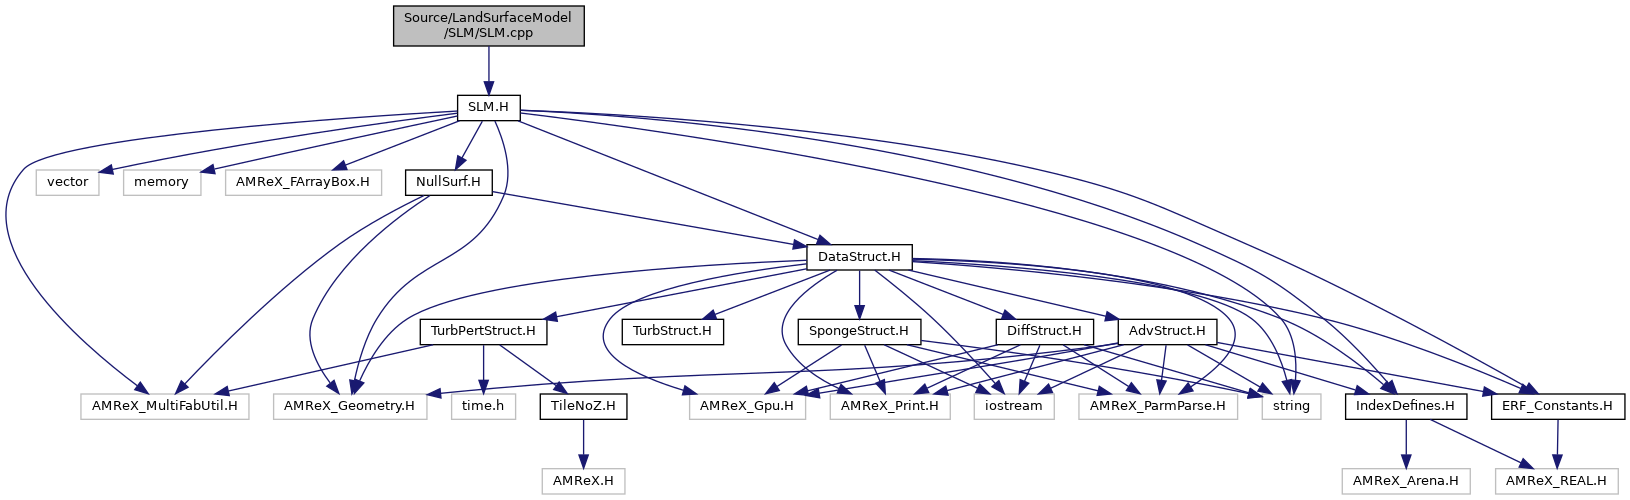 Source/LandSurfaceModel
/SLM/SLM.cpp
SLM.H
vector
memory
AMReX_FArrayBox.H
NullSurf.H
DataStruct.H
TurbPertStruct.H
TurbStruct.H
SpongeStruct.H
DiffStruct.H
AdvStruct.H
AMReX_MultiFabUtil.H
AMReX_Geometry.H
time.h
TileNoZ.H
AMReX_Gpu.H
AMReX_Print.H
iostream
AMReX_ParmParse.H
string
IndexDefines.H
ERF_Constants.H
AMReX.H
AMReX_Arena.H
AMReX_REAL.H